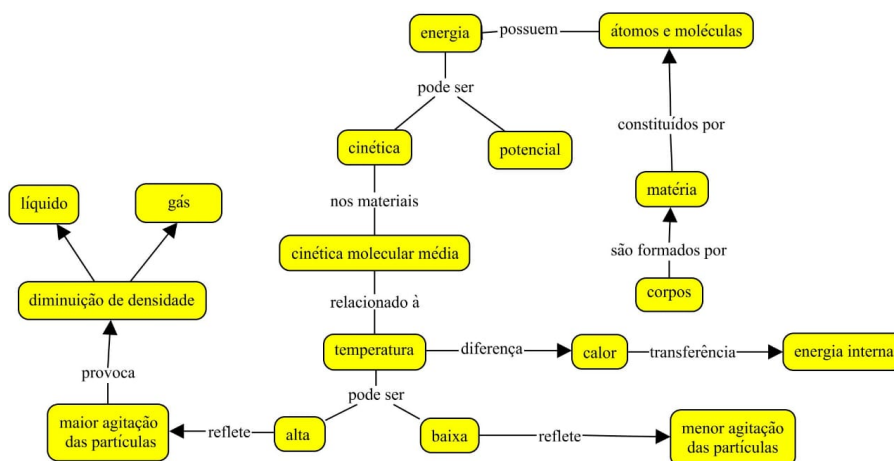 energia
possuem
átomos e moléculas
pode ser
constituídos por
cinética
potencial
matéria
líquido
gás
nos materiais
são formados por
cinética molecular média
corpos
diminuição de densidade
relacionado à
temperatura
diferença
calor
transferência
energia interna
provoca
pode ser
maior agitação
das partículas
reflete
alta
baixa
reflete
menor agitação
das partículas